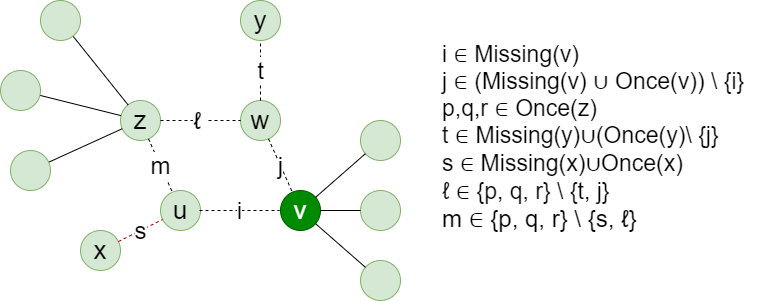 y
t
z
ℓ
w
m
j
u
i
v
s
x
i ∈ Missing(v)
j ∈ (Missing(v) ∪ Once(v)) \ {i}
p,q,r ∈ Once(z)
t ∈ Missing(y)∪(Once(y)\ {j}
s ∈ Missing(x)∪Once(x)
ℓ ∈ {p, q, r} \ {t, j}
m ∈ {p, q, r} \ {s, ℓ}